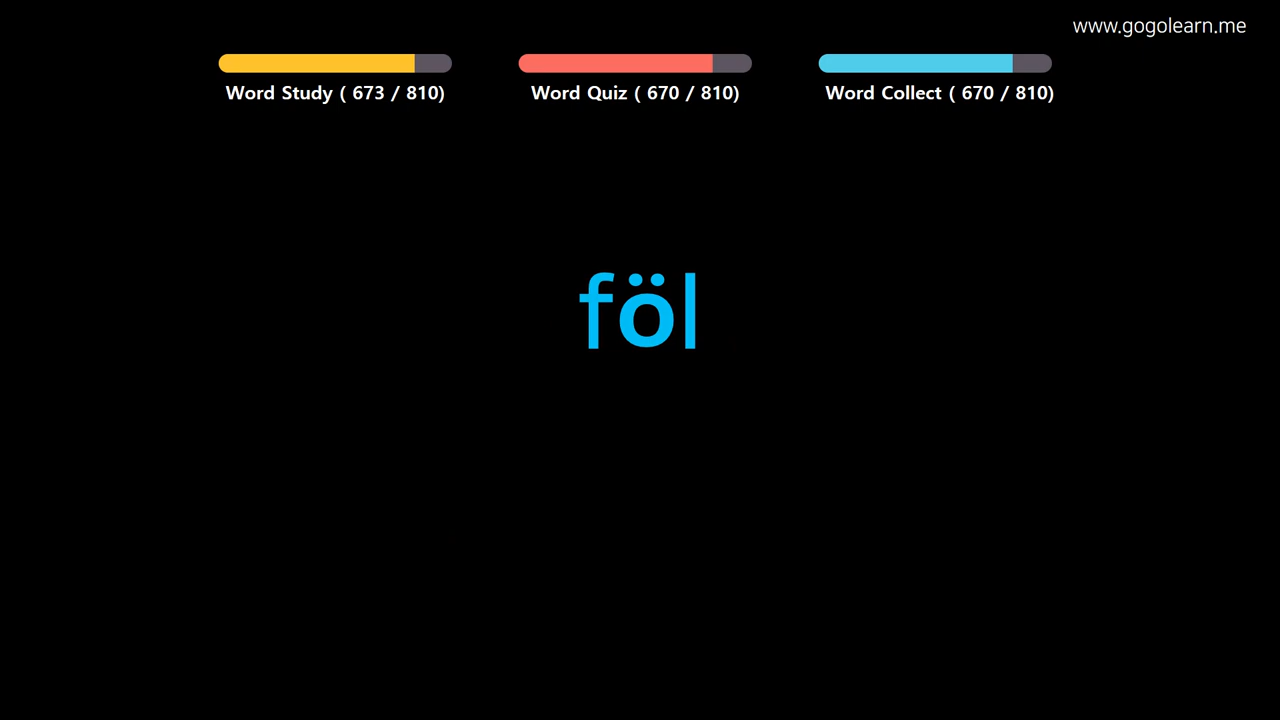 www.gogolearn.me
Word Study ( 673 / 810)
Word Quiz ( 670 / 810)
Word Collect ( 670 / 810)
föl